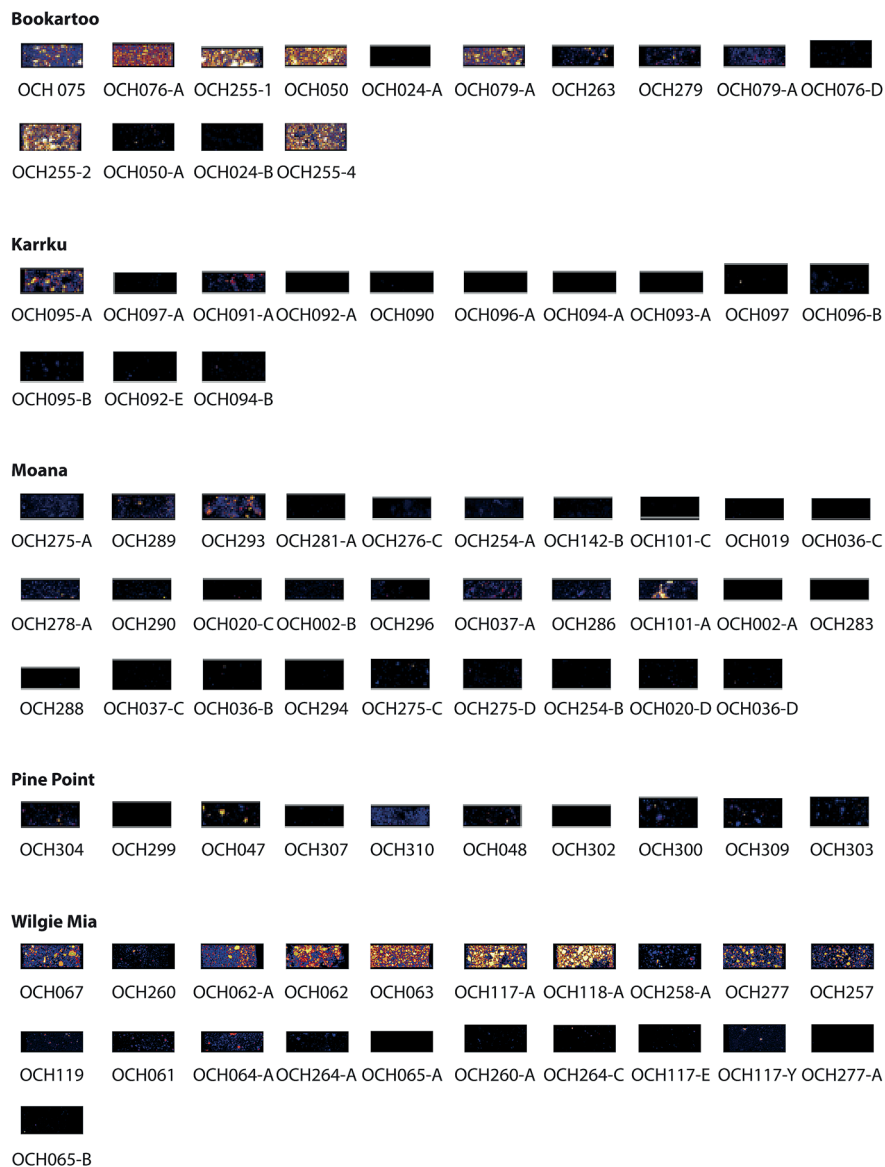 Bookartoo
OCH 075 OCH076-A OCH255-1 OCH050 OCH024-A OCH079-A OCH263 OCH279 OCH079-A OCH076-D
OCH255-2 OCH050-A OCH024-B OCH255-4
Karrku
OCH095-A OCH097-A OCH091-A OCH092-A OCH090 OCH096-A OCH094-A OCH093-A OCH097 OCH096-B
OCH095-B OCH092-E OCH094-B
Moana
OCH275-A OCH289 OCH293 OCH281-A OCH276-C OCH254-A OCH142-B OCH101-C OCH019 OCH036-C
OCH278-A OCH290 OCH020-C OCH002-B OCH296 OCH037-A OCH286 OCH101-A OCH002-A OCH283
OCH288 OCH037-C OCH036-B OCH294 OCH275-C OCH275-D OCH254-B OCH020-D OCH036-D
Pine Point
OCH304 OCH299 OCH047 OCH307 OCH310 OCH048 OCH302 OCH300 OCH309 OCH303
Wilgie Mia
OCH067 OCH260 OCH062-A OCH062 OCH063 OCH117-A OCH118-A OCH258-A OCH277 OCH257
OCH119 OCH061 OCH064-A OCH264-A OCH065-A OCH260-A OCH264-C OCH117-E OCH117-Y OCH277-A
OCH065-B